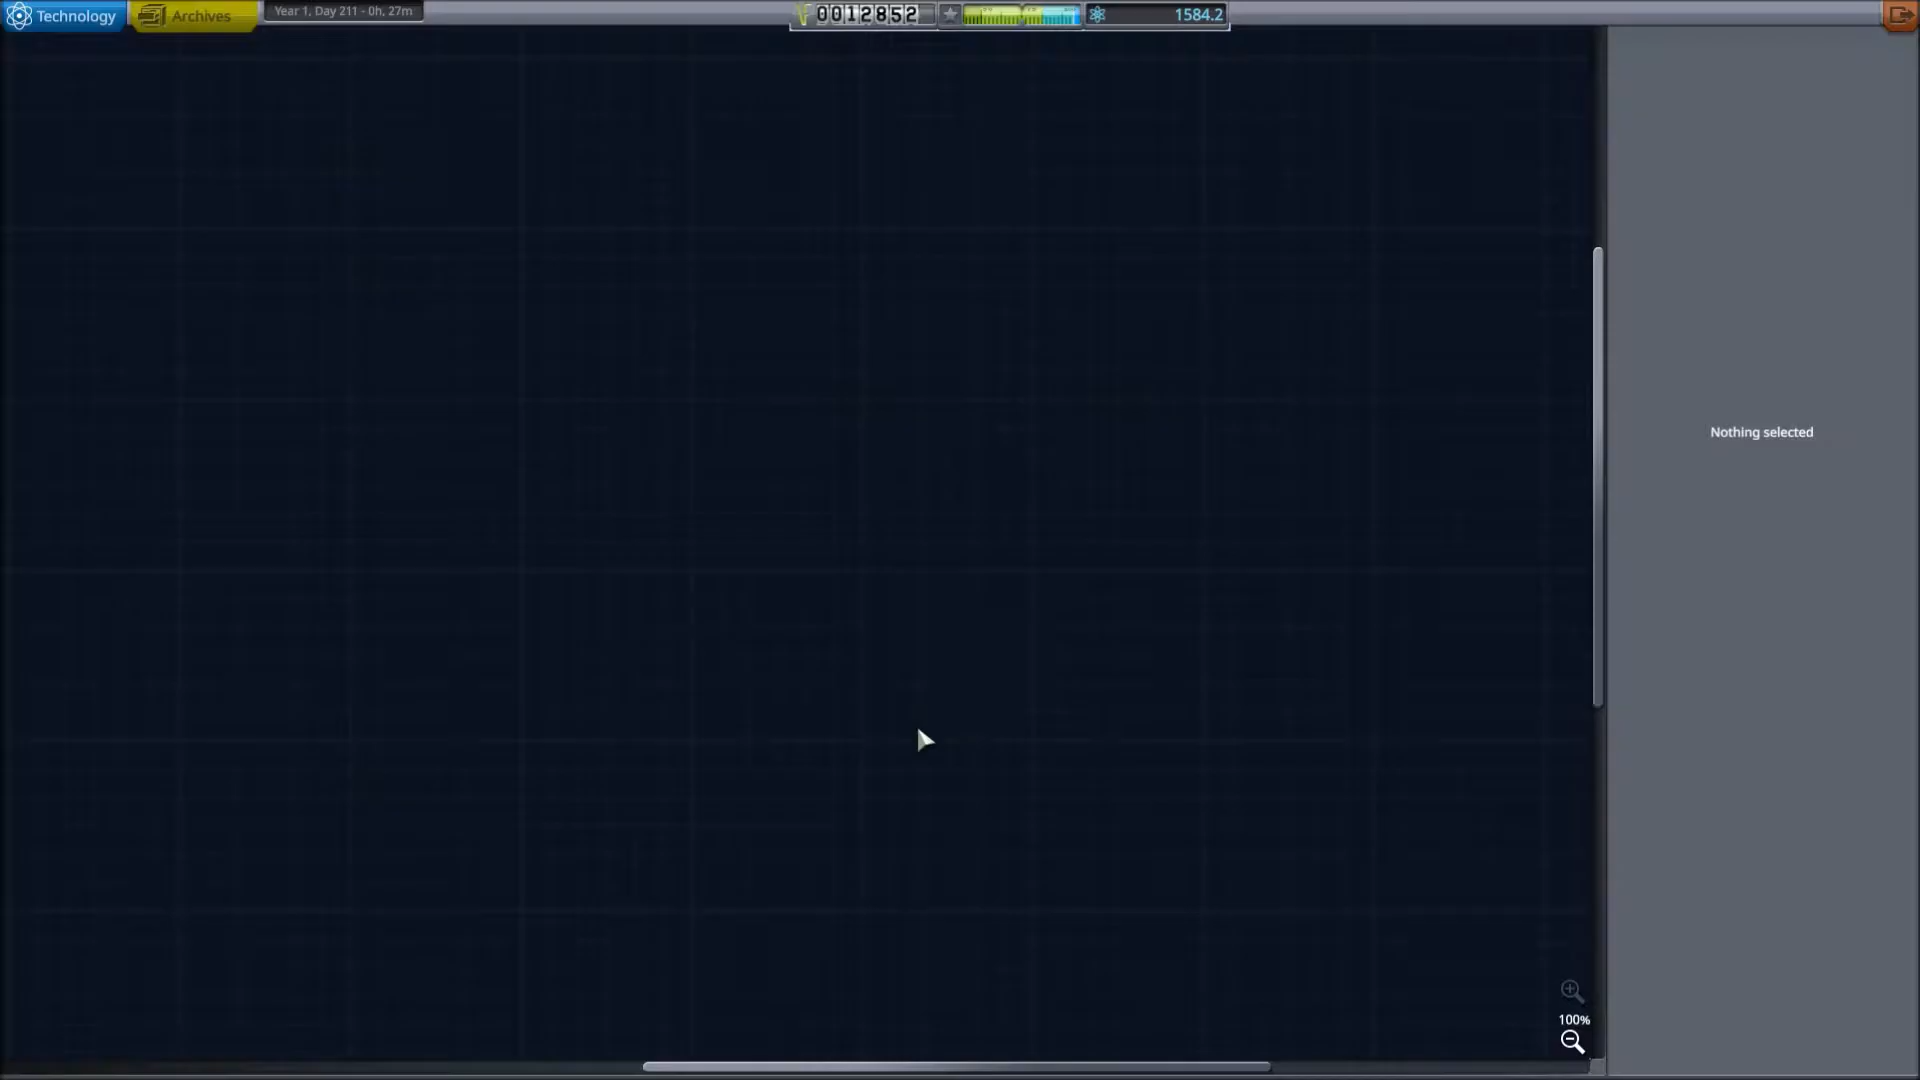 Technology
Archives
Year 1, Day 211 - 0h, 27m
0012852
1584.2
Nothing selected
100%